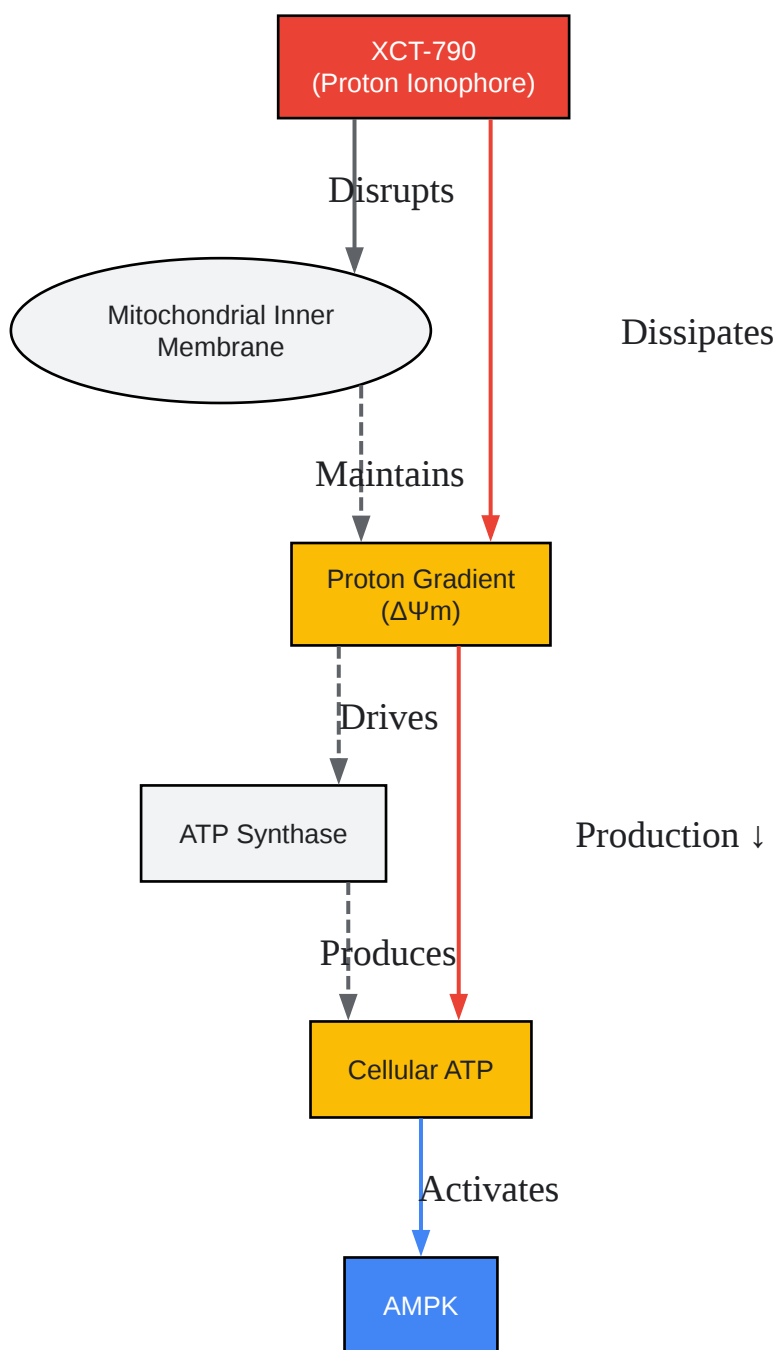 XCT-790
(Proton Ionophore)
Disrupts
Mitochondrial Inner
Membrane
Dissipates
Maintains
Proton Gradient
(ΔΨm)
Drives
ATP Synthase
Production ↓
Produces
Cellular ATP
Activates
AMPK